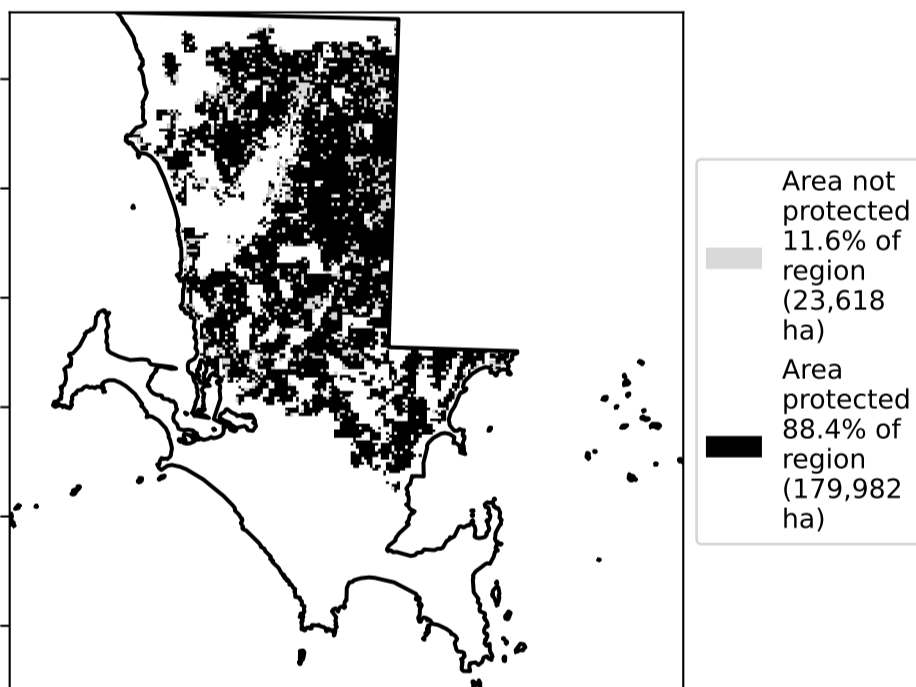 Area not
protected
11.6% of
region
(23,618
ha)
Area
protected
88.4% of
region
(179,982
ha)